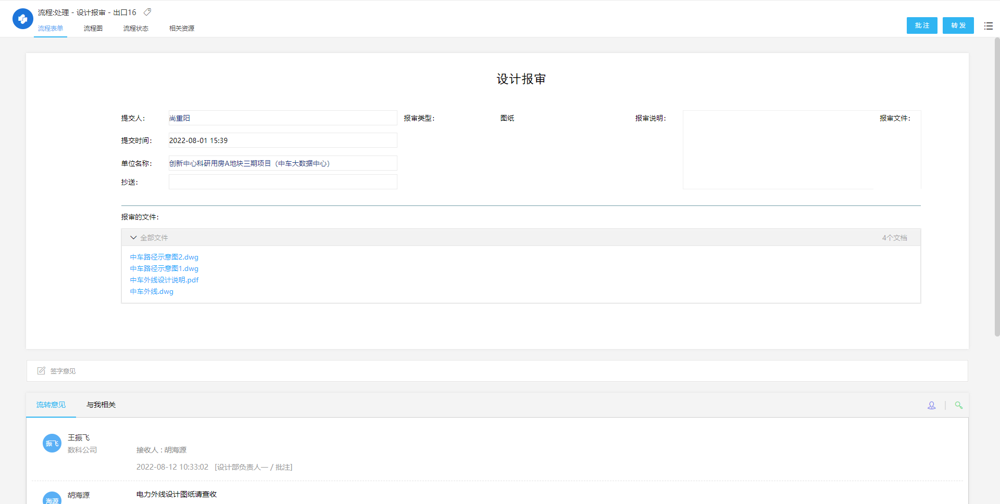 流程:处理 - 设计报审 - 出口16
流程表单 流程图 流程状态 相关资源
批注 转发
设计报审
提交人: 尚重阳 报审类型: 图纸 报审说明: 报审文件:
提交时间: 2022-08-01 15:39
单位名称: 创新中心科研用房A地块三期项目（中车大数据中心）
抄送:
报审的文件:
全部文件 4个文档
中车路径示意图2.dwg
中车路径示意图1.dwg
中车外线设计说明.pdf
中车外线.dwg
签字意见
流转意见 与我相关
振飞 王振飞
数科公司 接收人 : 胡海源
2022-08-12 10:33:02 [设计部负责人一 / 批注]
海源 胡海源 电力外线设计图纸请查收